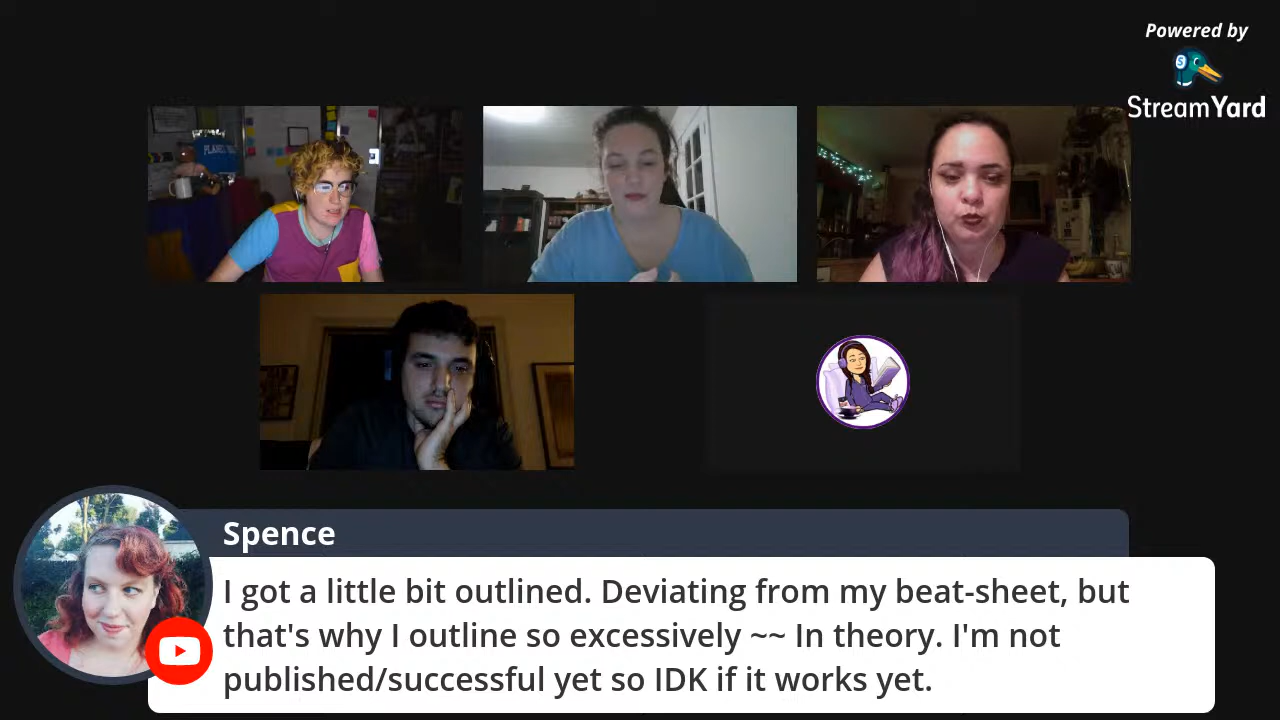 Powered by
StreamYard
Spence
I got a little bit outlined. Deviating from my beat-sheet, but
that's why I outline so excessively ~~ In theory. I'm not
published/successful yet so IDK if it works yet.